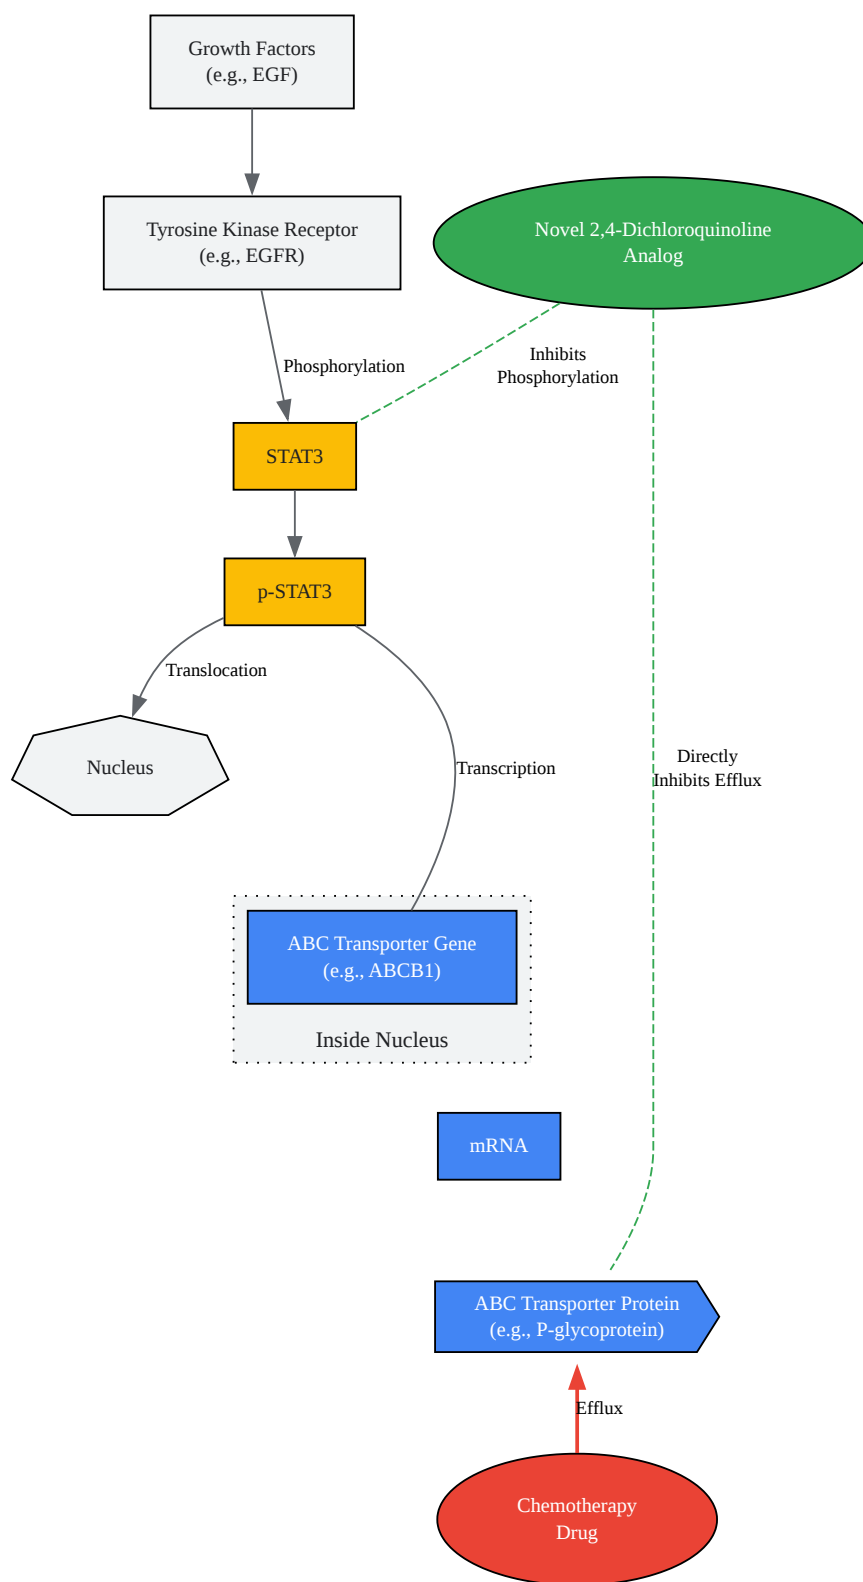 Growth Factors
(e.g., EGF)
Tyrosine Kinase Receptor
(e.g., EGFR)
Novel 2,4-Dichloroquinoline
Analog
Inhibits
Phosphorylation
Phosphorylation
STAT3
p-STAT3
Translocation
Nucleus
Transcription
Directly
Inhibits Efflux
ABC Transporter Gene
(e.g., ABCB1)
Inside Nucleus
mRNA
ABC Transporter Protein
(e.g., P-glycoprotein)
Efflux
Chemotherapy
Drug